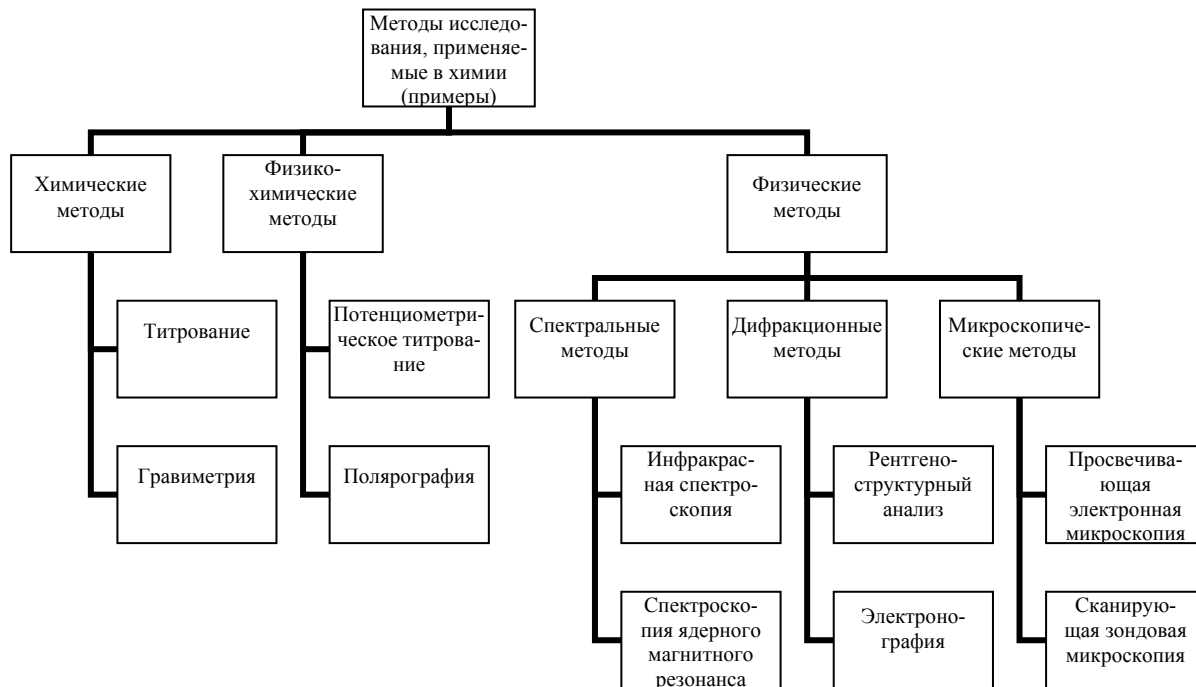 Методы исследо-
вания, применяе-
мые в химии
(примеры)
Химические
методы
Физико-
химические
методы
Физические
методы
Титрование
Потенциометри-
ческое титрова-
ние
Спектральные
методы
Дифракционные
методы
Микроскопиче-
ские методы
Гравиметрия
Полярография
Инфракрас-
ная спектро-
скопия
Рентгено-
структурный
анализ
Просвечива-
ющая
электронная
микроскопия
Спектроско-
пия ядерного
магнитного
резонанса
Электроно-
графия
Сканирую-
щая зондовая
микроскопия